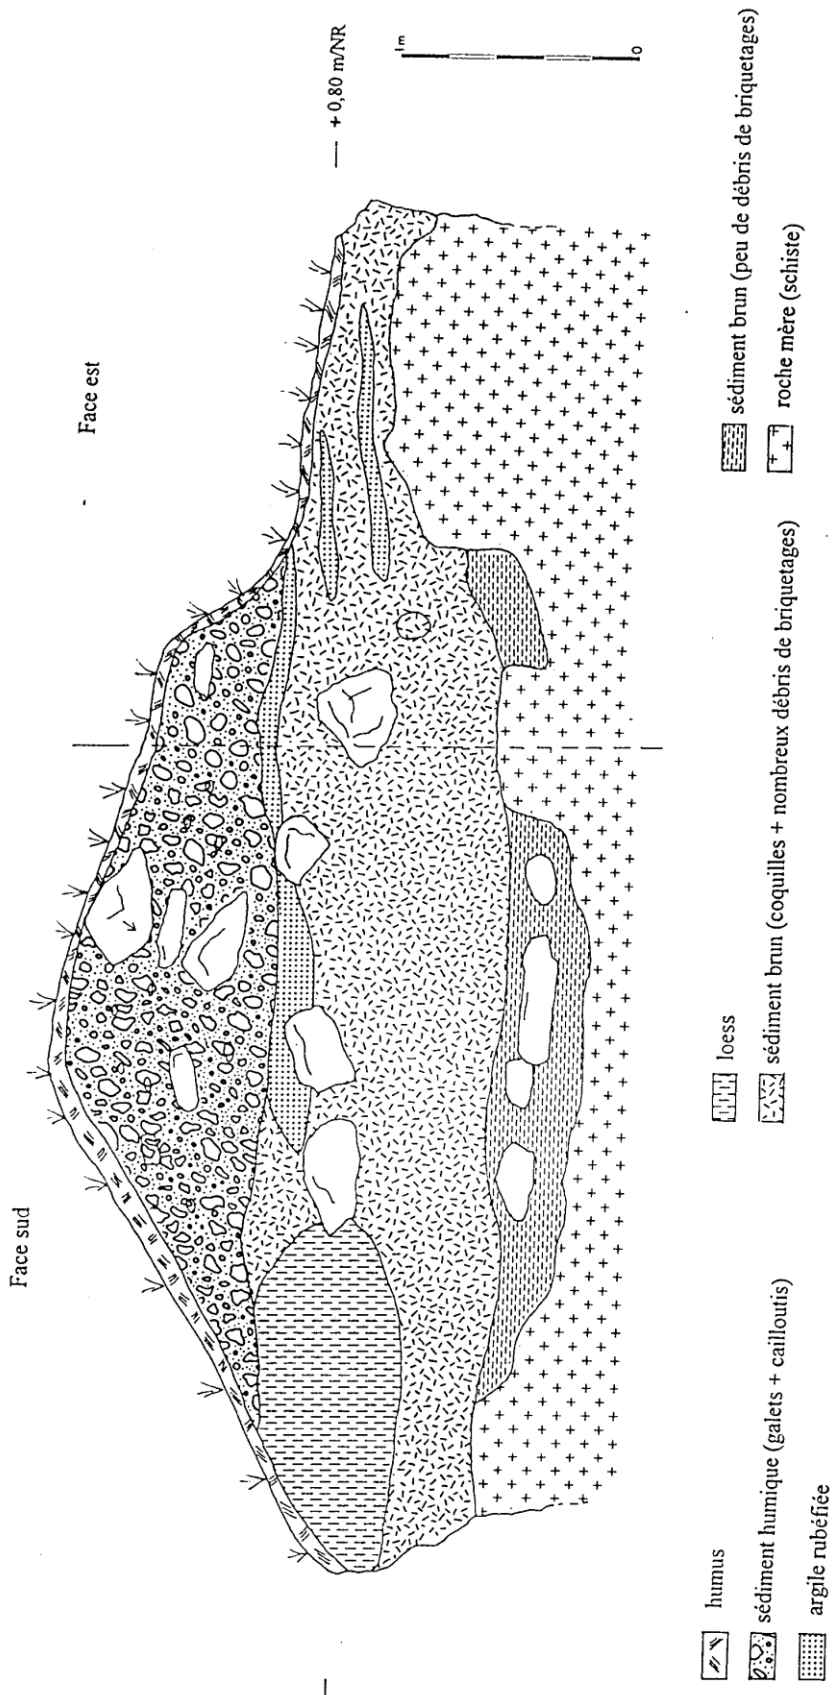 Face sud
Face est
+ 0,80 m/NR
1m
0
humus
sédiment humique (galets + cailloutis)
argile rubéfiée
loess
sédiment brun (coquilles + nombreux débris de briquetages)
sédiment brun (peu de débris de briquetages)
roche mère (schiste)